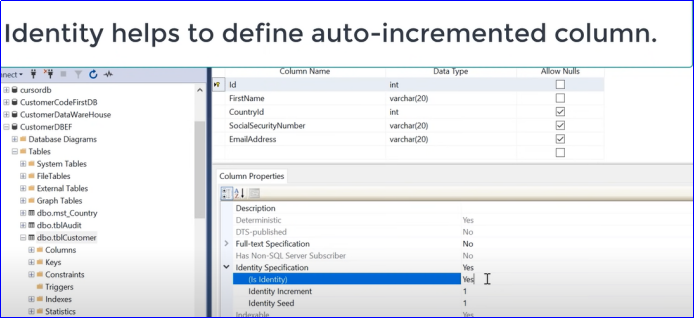 Identity helps to define auto-incremented column.
nnect
cursordb
CustomerCodeFirstDB
CustomerDataWareHouse
CustomerDBEF
Database Diagrams
Tables
System Tables
FileTables
External Tables
Graph Tables
dbo.mst_Country
dbo.tblAudit
dbo.tblCustomer
Columns
Keys
Constraints
Triggers
Indexes
Statistics
Column Name Data Type Allow Nulls
Id int
FirstName varchar(20)
CountryId int
SocialSecurityNumber varchar(20)
EmailAddress varchar(20)
Column Properties
Description
Deterministic Yes
DTS-published No
Full-text Specification No
Has Non-SQL Server Subscriber No
Identity Specification Yes
(Is Identity) Yes
Identity Increment 1
Identity Seed 1
Indexable Yes